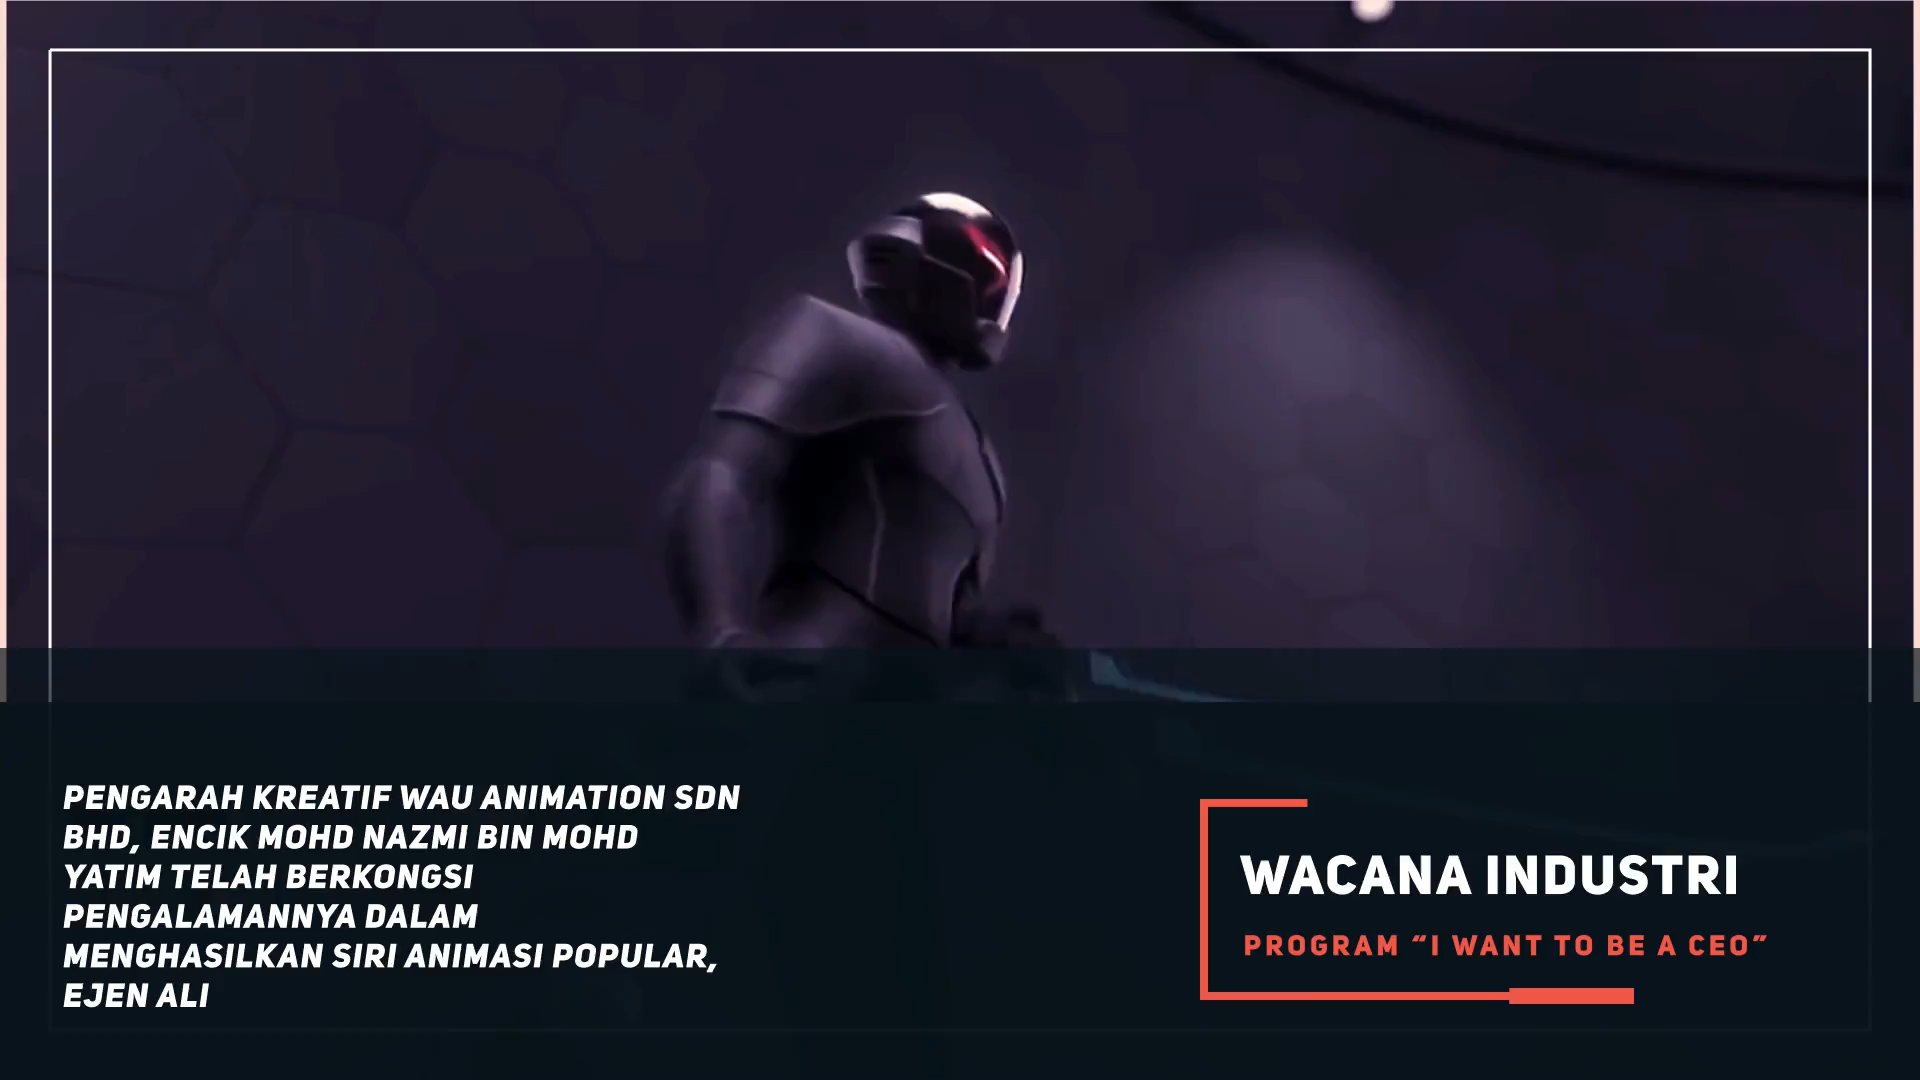 PENGARAH KREATIF WAU ANIMATION SDN
BHD, ENCIK MOHD NAZMI BIN MOHD
YATIM TELAH BERKONGSI
PENGALAMANNYA DALAM
MENGHASILKAN SIRI ANIMASI POPULAR,
EJEN ALI
WACANA INDUSTRI
PROGRAM “I WANT TO BE A CEO”